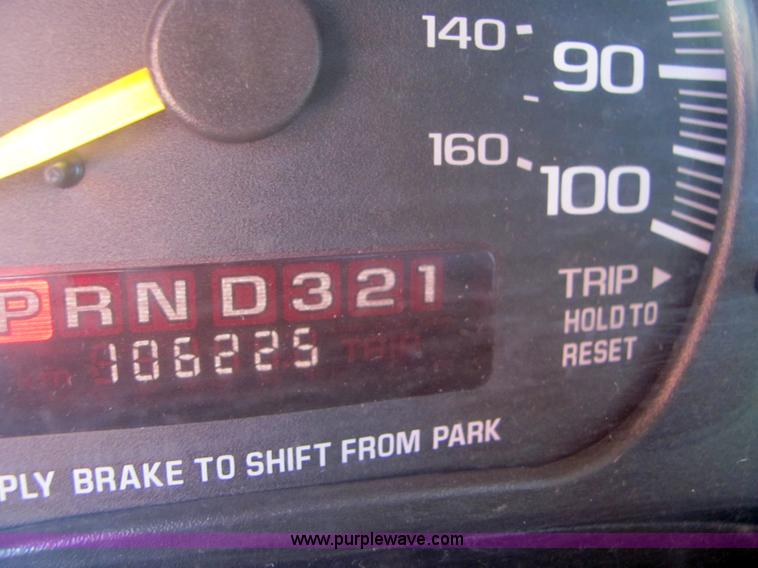 140
90
160
100
PRND321
106225
TRIP
HOLD TO
RESET
PLY BRAKE TO SHIFT FROM PARK
www.purplewave.com